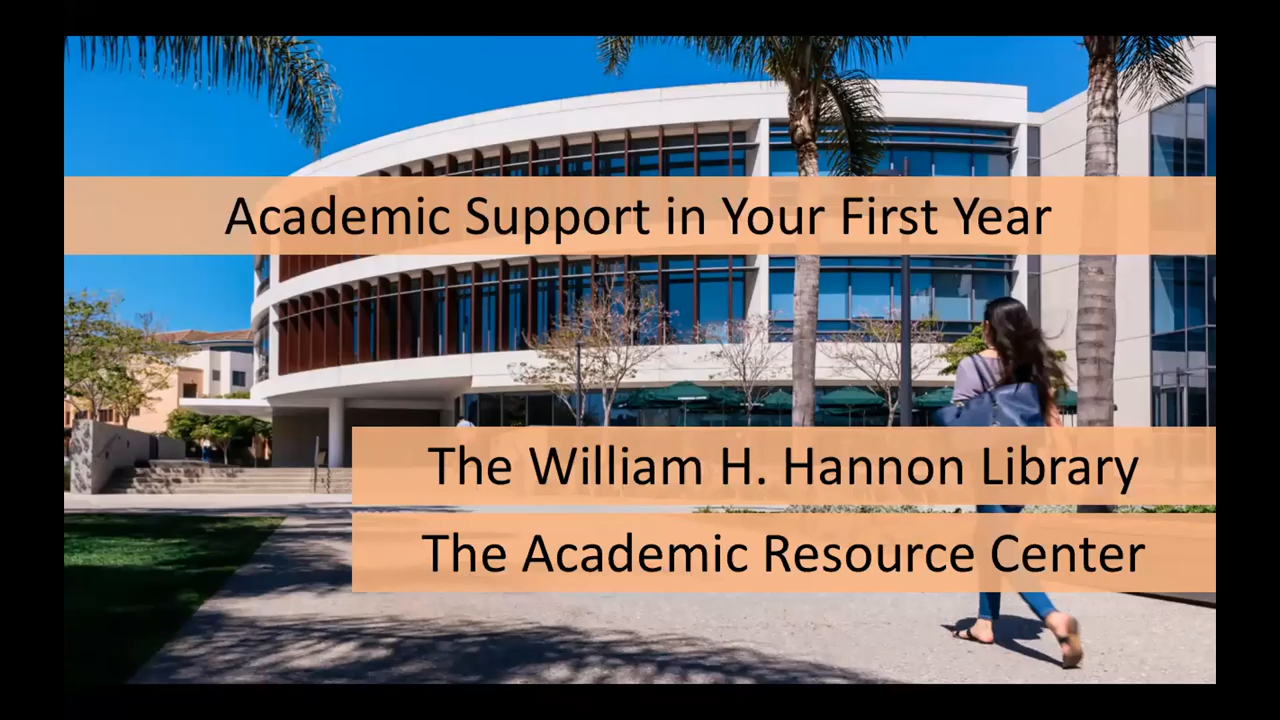 Academic Support in Your First Year
The William H. Hannon Library
The Academic Resource Center